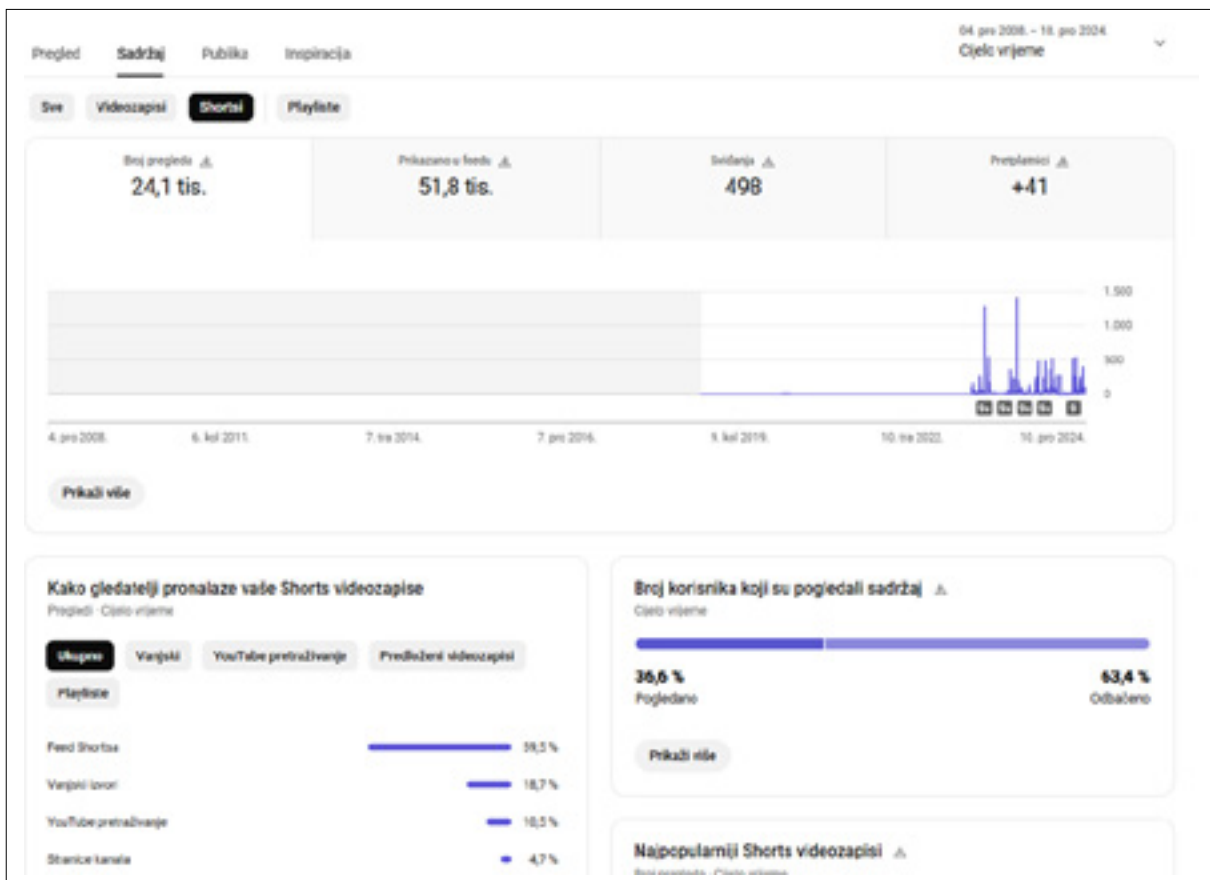 04. pro 2008. – 10. pro 2024.
Cijelo vrijeme
Pregled Sadržaj Publika Inspiracija
Sve Videozapisi Shortsi Playliste
Broj pregleda Prikazano u feedu Sviđanja Pretplatnici
24,1 tis. 51,8 tis. 498 +41
1.500
1.000
500
0
4. pro 2008. 6. kol 2011. 7. tra 2014. 7. pro 2016. 9. kol 2019. 10. tra 2022. 10. pro 2024.
Prikaži više
Kako gledatelji pronalaze vaše Shorts videozapise
Pregledi · Cijelo vrijeme
Ukupno Vanjski YouTube pretraživanje Predloženi videozapisi
Playliste
Feed Shortsa 59,5 %
Vanjski izvori 18,7 %
YouTube pretraživanje 10,5 %
Stranice kanala 4,7 %
Broj korisnika koji su pogledali sadržaj
Cijelo vrijeme
36,6 % 63,4 %
Pogledano Odbačeno
Prikaži više
Najpopularniji Shorts videozapisi
Broj pregleda · Cijelo vrijeme